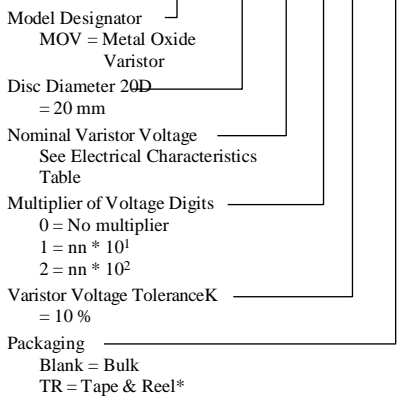 Model Designator
MOV = Metal Oxide
Varistor
Disc Diameter 20D
= 20 mm
Nominal Varistor Voltage
See Electrical Characteristics
Table
Multiplier of Voltage Digits
0 = No multiplier
1 = nn * 10¹
2 = nn * 10²
Varistor Voltage ToleranceK
= 10 %
Packaging
Blank = Bulk
TR = Tape & Reel*